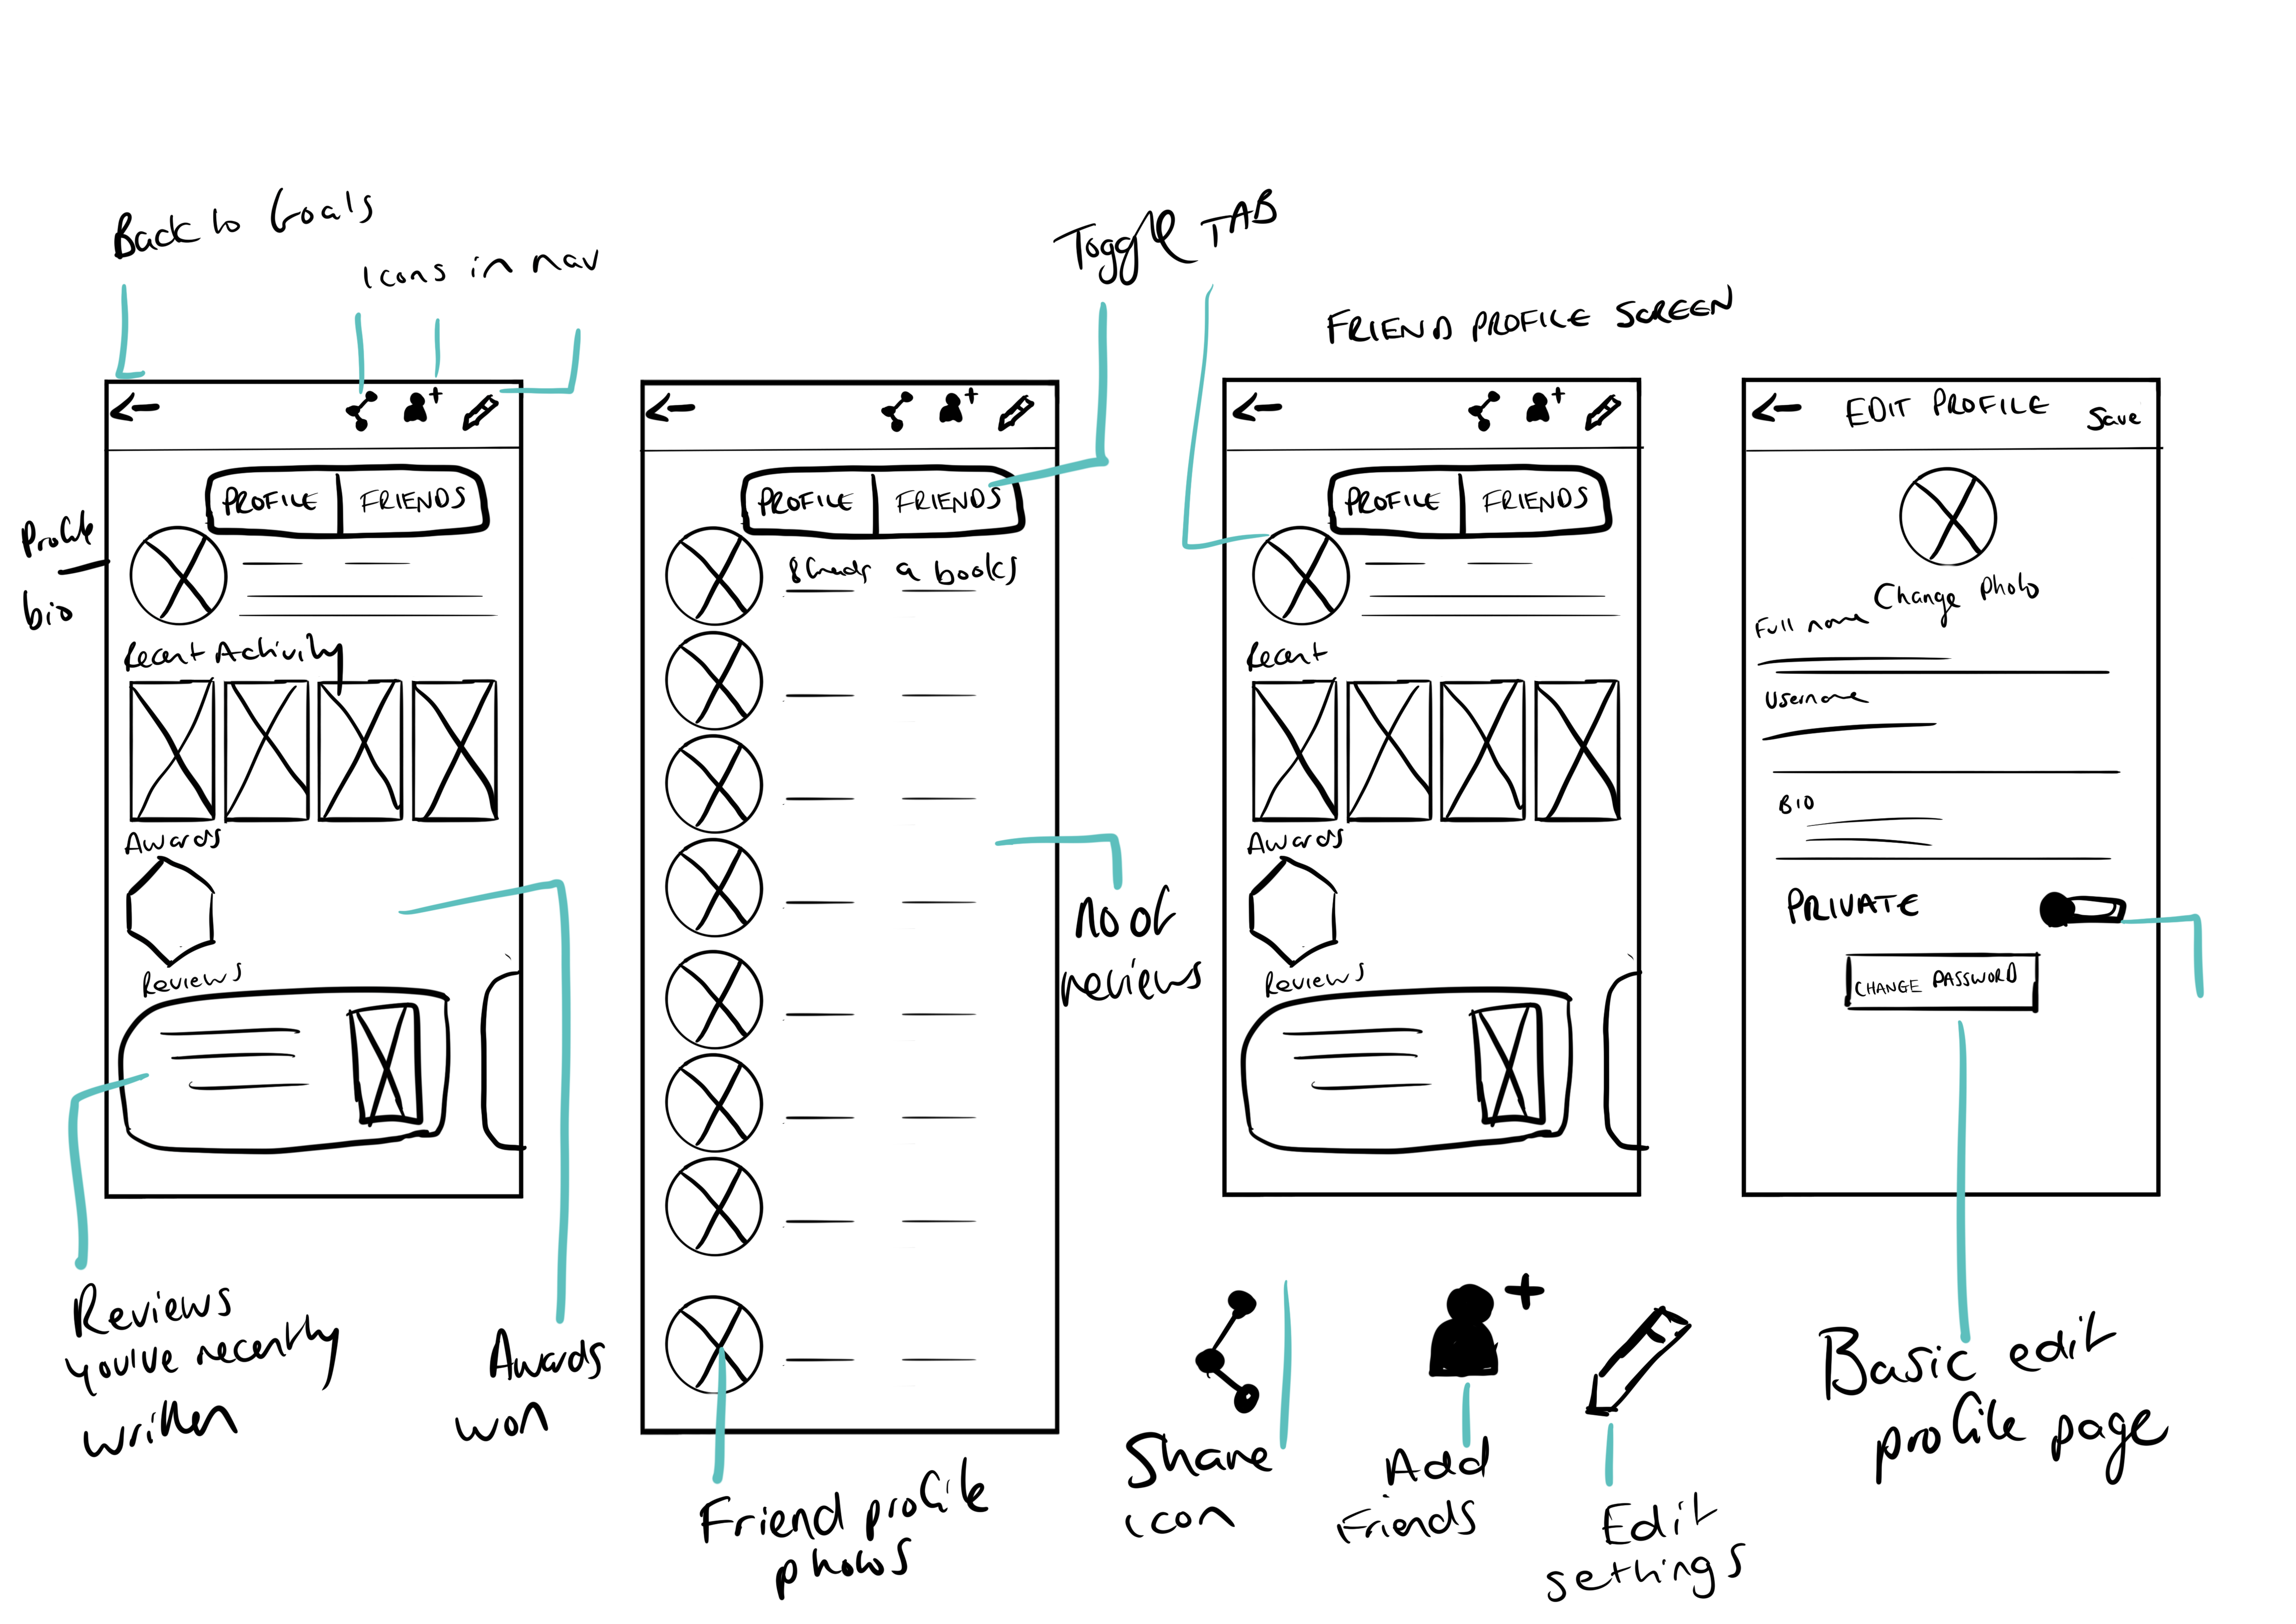 Back to Goals
Icons in nav
Toggle TAB
FRIEND PROFILE SCREEN
Profile
bio
PROFILE FRIENDS
Recent Activity
Awards
Reviews
PROFILE FRIENDS
a books
No of
reviews
PROFILE FRIENDS
Recent
Awards
Reviews
EDIT PROFILE Save
Change photo
Full name
Username
BIO
PRIVATE
CHANGE PASSWORD
Reviews
you've recently
written
Awards
won
Friend profile
photos
Share
icon
Add
Friends
Edit
settings
Basic edit
profile page